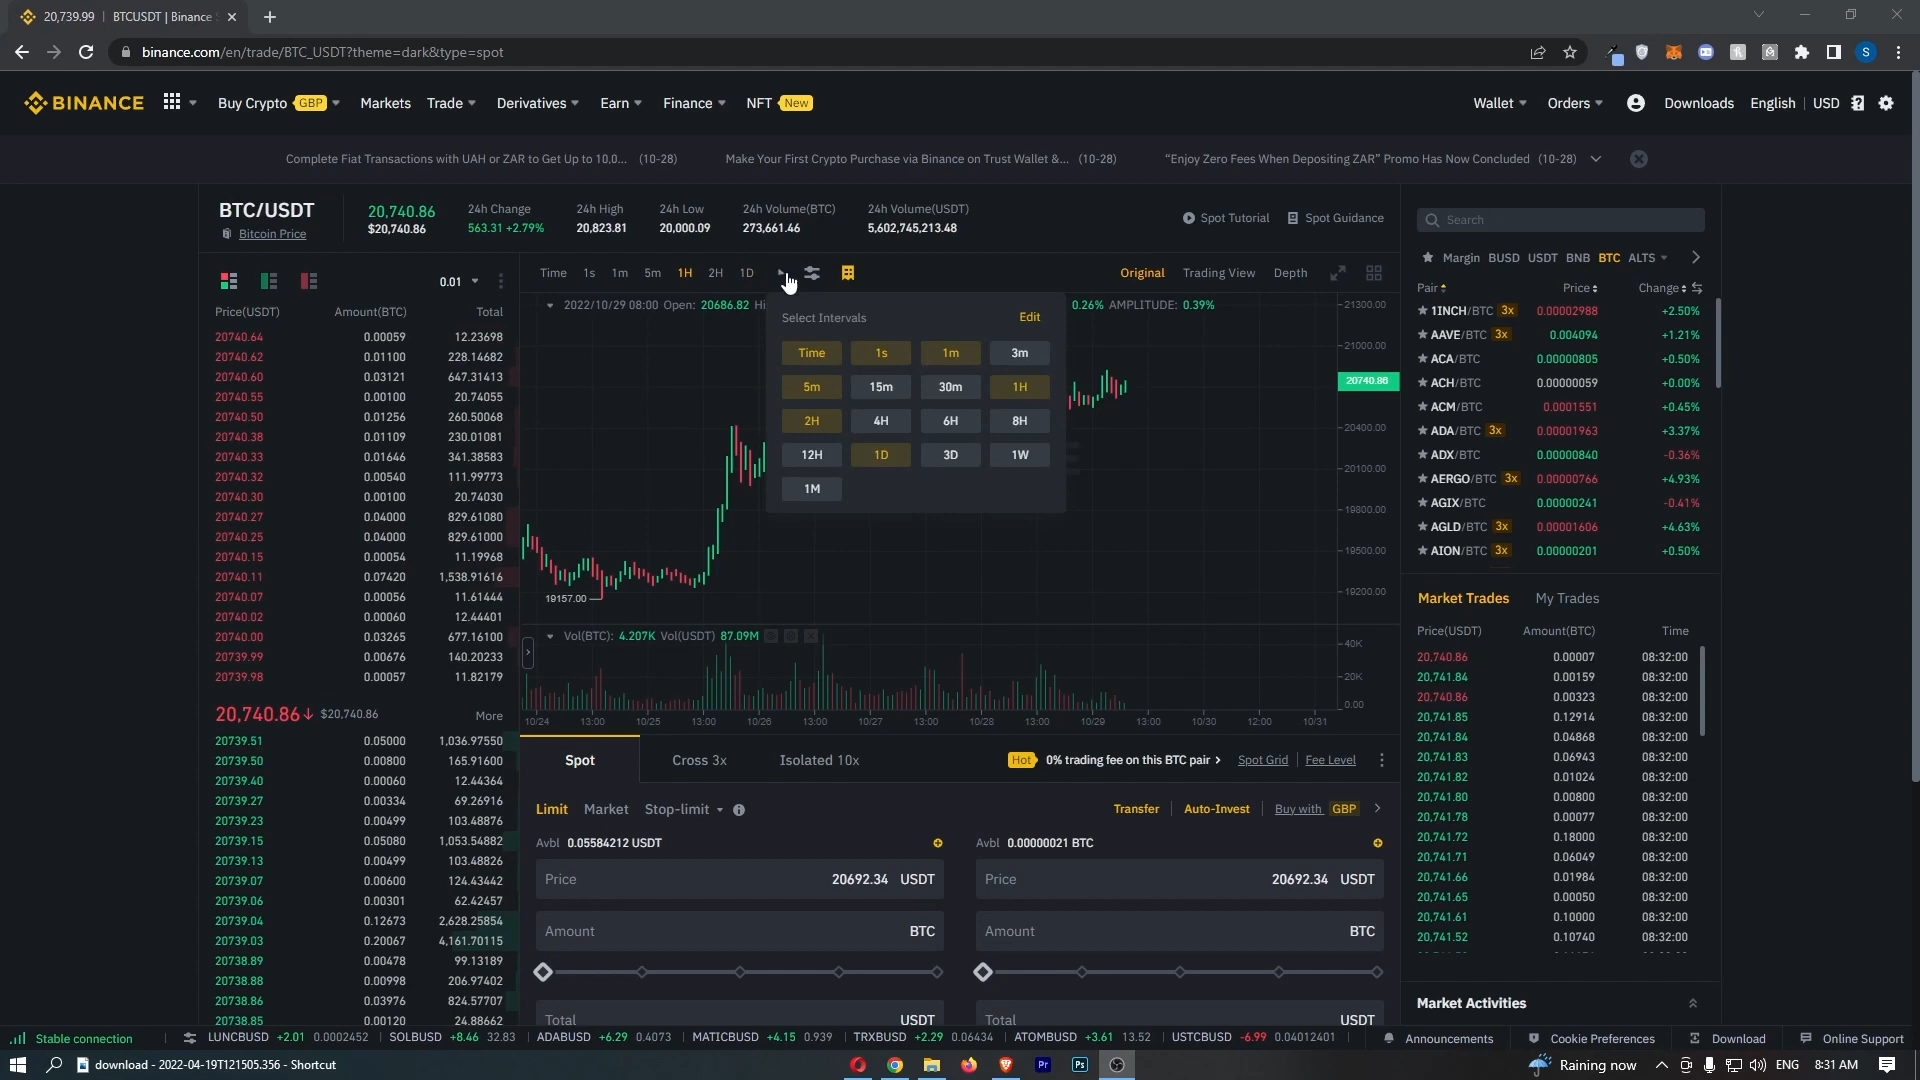 20,739.99 | BTCUSDT | Binance
binance.com/en/trade/BTC_USDT?theme=dark&type=spot
S
BINANCE Buy Crypto GBP Markets Trade Derivatives Earn Finance NFT New Wallet Orders Downloads English | USD
Complete Fiat Transactions with UAH or ZAR to Get Up to 10,0... (10-28) Make Your First Crypto Purchase via Binance on Trust Wallet &... (10-28) "Enjoy Zero Fees When Depositing ZAR" Promo Has Now Concluded (10-28)
BTC/USDT
Bitcoin Price
20,740.86
$20,740.86
24h Change
563.31 +2.79%
24h High
20,823.81
24h Low
20,000.09
24h Volume(BTC)
273,661.46
24h Volume(USDT)
5,602,745,213.48
Spot Tutorial Spot Guidance
0.01
Price(USDT) Amount(BTC) Total
20740.64 0.00059 12.23698
20740.62 0.01100 228.14682
20740.60 0.03121 647.31413
20740.55 0.00100 20.74055
20740.50 0.01256 260.50068
20740.38 0.01109 230.01081
20740.33 0.01646 341.38583
20740.32 0.00540 111.99773
20740.30 0.00100 20.74030
20740.27 0.04000 829.61080
20740.25 0.04000 829.61000
20740.15 0.00054 11.19968
20740.11 0.07420 1,538.91616
20740.07 0.00056 11.61444
20740.02 0.00060 12.44401
20740.00 0.03265 677.16100
20739.99 0.00676 140.20233
20739.98 0.00057 11.82179
20,740.86↓ $20,740.86 More
20739.51 0.05000 1,036.97550
20739.50 0.00800 165.91600
20739.40 0.00060 12.44364
20739.27 0.00334 69.26916
20739.23 0.00499 103.48876
20739.15 0.05080 1,053.54882
20739.13 0.00499 103.48826
20739.07 0.00600 124.43442
20739.06 0.00301 62.42457
20739.04 0.12673 2,628.25854
20739.03 0.20067 4,161.70115
20738.89 0.00478 99.13189
20738.88 0.00998 206.97402
20738.86 0.03976 824.57707
20738.85 0.00120 24.88662
Time 1s 1m 5m 1H 2H 1D Original Trading View Depth
2022/10/29 08:00 Open: 20686.82 Hi 0.26% AMPLITUDE: 0.39%
Select Intervals Edit
Time 1s 1m 3m
5m 15m 30m 1H
2H 4H 6H 8H
12H 1D 3D 1W
1M
21300.00
21000.00
20740.86
20400.00
20100.00
19800.00
19500.00
19200.00
19157.00
Vol(BTC): 4.207K Vol(USDT) 87.09M
40K
20K
0.00
10/24 13:00 10/25 13:00 10/26 13:00 10/27 13:00 10/28 13:00 10/29 13:00 10/30 12:00 10/31
Spot Cross 3x Isolated 10x Hot 0% trading fee on this BTC pair Spot Grid | Fee Level
Limit Market Stop-limit Transfer | Auto-Invest | Buy with GBP
Avbl 0.05584212 USDT Avbl 0.00000021 BTC
Price 20692.34 USDT Price 20692.34 USDT
Amount BTC Amount BTC
Total USDT Total USDT
Search
Margin BUSD USDT BNB BTC ALTS
Pair Price Change
1INCH/BTC 3x 0.00002988 +2.50%
AAVE/BTC 3x 0.004094 +1.21%
ACA/BTC 0.00000805 +0.50%
ACH/BTC 0.00000059 +0.00%
ACM/BTC 0.0001551 +0.45%
ADA/BTC 3x 0.00001963 +3.37%
ADX/BTC 0.00000840 -0.36%
AERGO/BTC 3x 0.00000766 +4.93%
AGIX/BTC 0.00000241 -0.41%
AGLD/BTC 3x 0.00001606 +4.63%
AION/BTC 3x 0.00000201 +0.50%
Market Trades My Trades
Price(USDT) Amount(BTC) Time
20,740.86 0.00007 08:32:00
20,741.84 0.00159 08:32:00
20,740.86 0.00323 08:32:00
20,741.85 0.12914 08:32:00
20,741.84 0.04868 08:32:00
20,741.83 0.06943 08:32:00
20,741.82 0.01024 08:32:00
20,741.80 0.00800 08:32:00
20,741.78 0.00077 08:32:00
20,741.72 0.18000 08:32:00
20,741.71 0.06049 08:32:00
20,741.66 0.01984 08:32:00
20,741.65 0.00050 08:32:00
20,741.61 0.10000 08:32:00
20,741.52 0.10740 08:32:00
Market Activities
Stable connection LUNCBUSD +2.01 0.0002452 SOLBUSD +8.46 32.83 ADABUSD +6.29 0.4073 MATICBUSD +4.15 0.939 TRXBUSD +2.29 0.06434 ATOMBUSD +3.61 13.52 USTCBUSD -6.99 0.04012401 Announcements Cookie Preferences Download Online Support
download - 2022-04-19T121505.356 - Shortcut Pr Ps Raining now ENG 8:31 AM